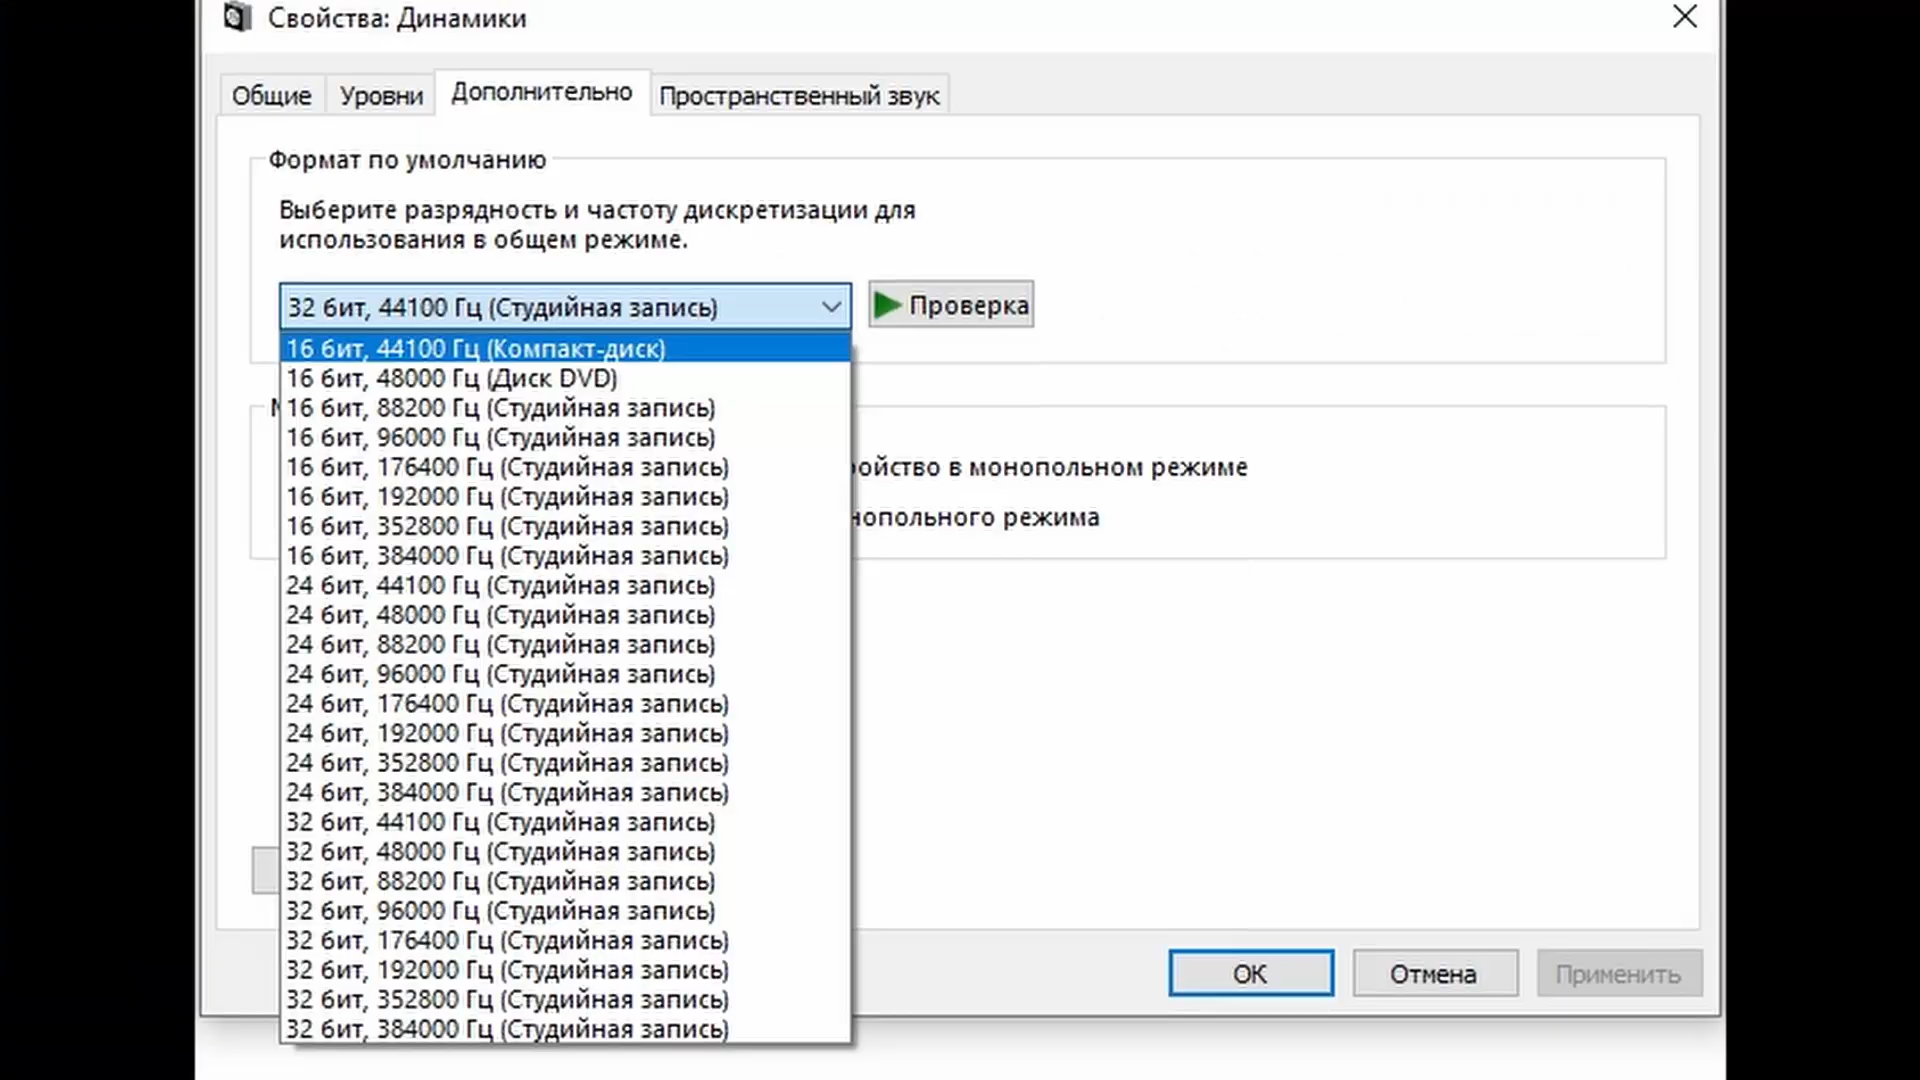 Свойства: Динамики
Общие
Уровни
Дополнительно
Пространственный звук
Формат по умолчанию
Выберите разрядность и частоту дискретизации для
использования в общем режиме.
32 бит, 44100 Гц (Студийная запись)
Проверка
16 бит, 44100 Гц (Компакт-диск)
16 бит, 48000 Гц (Диск DVD)
16 бит, 88200 Гц (Студийная запись)
16 бит, 96000 Гц (Студийная запись)
16 бит, 176400 Гц (Студийная запись)
16 бит, 192000 Гц (Студийная запись)
16 бит, 352800 Гц (Студийная запись)
16 бит, 384000 Гц (Студийная запись)
24 бит, 44100 Гц (Студийная запись)
24 бит, 48000 Гц (Студийная запись)
24 бит, 88200 Гц (Студийная запись)
24 бит, 96000 Гц (Студийная запись)
24 бит, 176400 Гц (Студийная запись)
24 бит, 192000 Гц (Студийная запись)
24 бит, 352800 Гц (Студийная запись)
24 бит, 384000 Гц (Студийная запись)
32 бит, 44100 Гц (Студийная запись)
32 бит, 48000 Гц (Студийная запись)
32 бит, 88200 Гц (Студийная запись)
32 бит, 96000 Гц (Студийная запись)
32 бит, 176400 Гц (Студийная запись)
32 бит, 192000 Гц (Студийная запись)
32 бит, 352800 Гц (Студийная запись)
32 бит, 384000 Гц (Студийная запись)
ройство в монопольном режиме
нопольного режима
ОК
Отмена
Применить